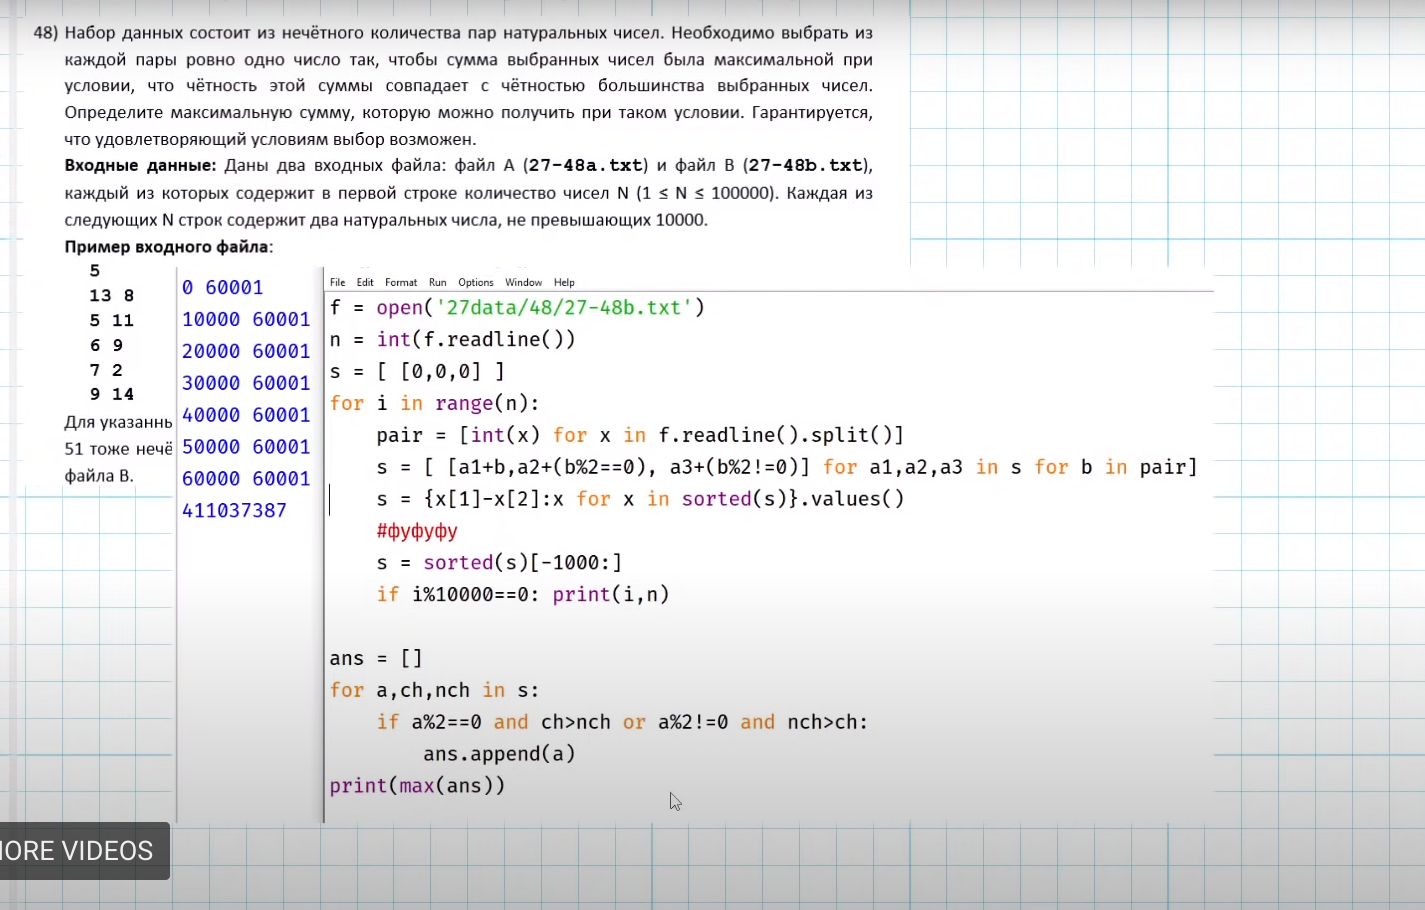 48) Набор данных состоит из нечётного количества пар натуральных чисел. Необходимо выбрать из
каждой пары ровно одно число так, чтобы сумма выбранных чисел была максимальной при
условии, что чётность этой суммы совпадает с чётностью большинства выбранных чисел.
Определите максимальную сумму, которую можно получить при таком условии. Гарантируется,
что удовлетворяющий условиям выбор возможен.
Входные данные: Даны два входных файла: файл A (27-48a.txt) и файл B (27-48b.txt),
каждый из которых содержит в первой строке количество чисел N (1 ≤ N ≤ 100000). Каждая из
следующих N строк содержит два натуральных числа, не превышающих 10000.
Пример входного файла:
5
13 8
5 11
6 9
7 2
9 14
Для указаннь
51 тоже нечё
файла B.
0 60001
10000 60001
20000 60001
30000 60001
40000 60001
50000 60001
60000 60001
411037387
File Edit Format Run Options Window Help
f = open('27data/48/27-48b.txt')
n = int(f.readline())
s = [ [0,0,0] ]
for i in range(n):
    pair = [int(x) for x in f.readline().split()]
    s = [ [a1+b,a2+(b%2==0), a3+(b%2!=0)] for a1,a2,a3 in s for b in pair]
    s = {x[1]-x[2]:x for x in sorted(s)}.values()
    #фуфуфу
    s = sorted(s)[-1000:]
    if i%10000==0: print(i,n)
ans = []
for a,ch,nch in s:
    if a%2==0 and ch>nch or a%2!=0 and nch>ch:
        ans.append(a)
print(max(ans))
MORE VIDEOS